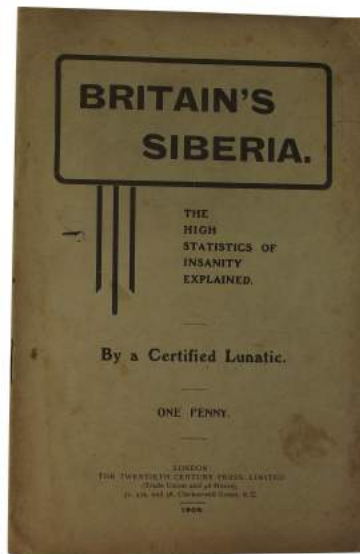 BRITAIN'S
SIBERIA.
THE
HIGH
STATISTICS OF
INSANITY
EXPLAINED.
By a Certified Lunatic.
ONE PENNY.
LONDON:
THE TWENTIETH CENTURY PRESS, LIMITED
(Trade Union and 48 Hours),
37, 37A, and 38, Clerkenwell Green, E.C.